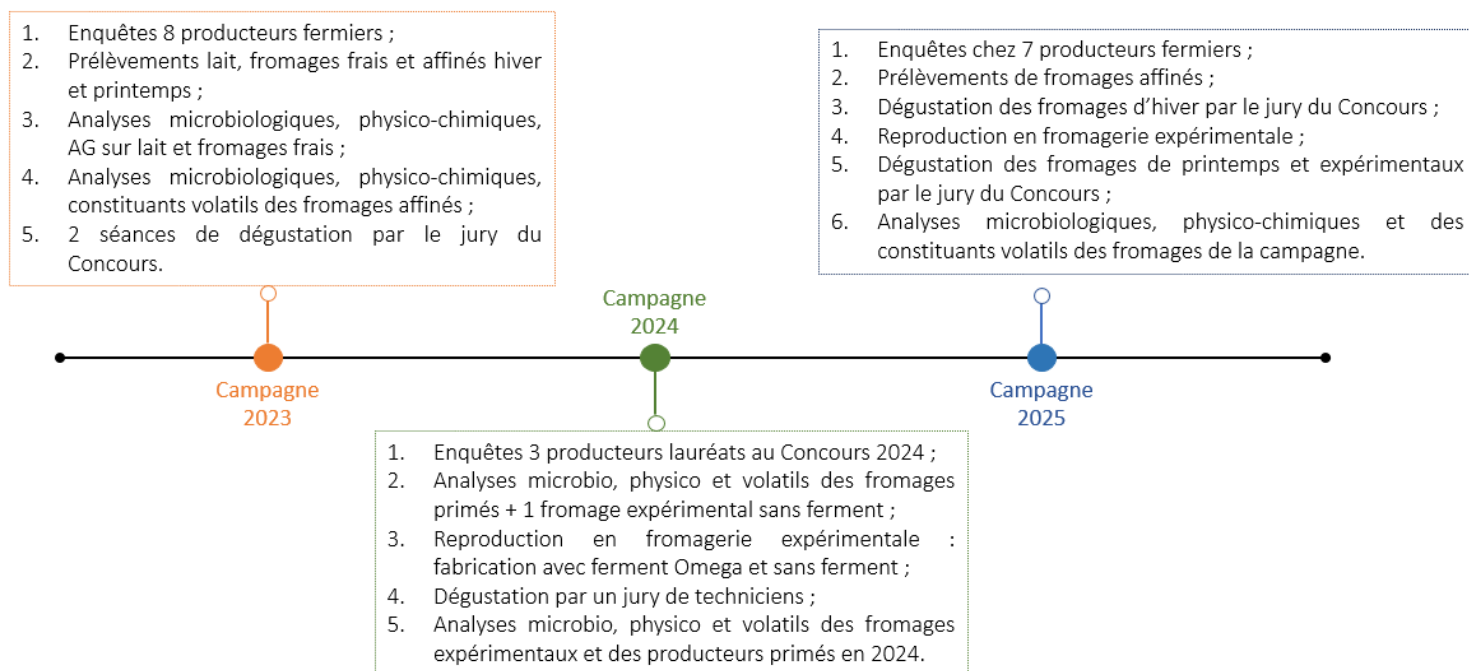 1. Enquêtes 8 producteurs fermiers ;
2. Prélèvements lait, fromages frais et affinés hiver
et printemps ;
3. Analyses microbiologiques, physico-chimiques,
AG sur lait et fromages frais ;
4. Analyses microbiologiques, physico-chimiques,
constituants volatils des fromages affinés ;
5. 2 séances de dégustation par le jury du
Concours.
1. Enquêtes chez 7 producteurs fermiers ;
2. Prélèvements de fromages affinés ;
3. Dégustation des fromages d’hiver par le jury du Concours ;
4. Reproduction en fromagerie expérimentale ;
5. Dégustation des fromages de printemps et expérimentaux
par le jury du Concours ;
6. Analyses microbiologiques, physico-chimiques et des
constituants volatils des fromages de la campagne.
Campagne
2024
Campagne
2023
Campagne
2025
1. Enquêtes 3 producteurs lauréats au Concours 2024 ;
2. Analyses microbio, physico et volatils des fromages
primés + 1 fromage expérimental sans ferment ;
3. Reproduction en fromagerie expérimentale :
fabrication avec ferment Omega et sans ferment ;
4. Dégustation par un jury de techniciens ;
5. Analyses microbio, physico et volatils des fromages
expérimentaux et des producteurs primés en 2024.